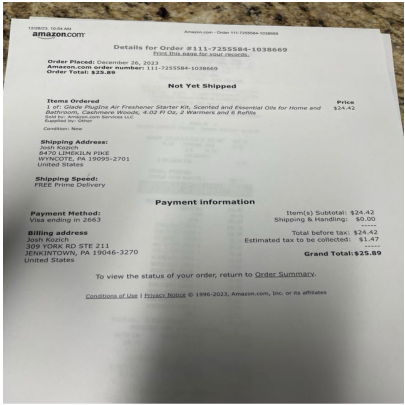 12/28/23, 10:54 AM
Amazon.com - Order 111-7255584-1038669
amazon.com
Details for Order #111-7255584-1038669
Print this page for your records.
Order Placed: December 26, 2023
Amazon.com order number: 111-7255584-1038669
Order Total: $25.89
Not Yet Shipped
Items Ordered Price
1 of: Glade PlugIns Air Freshener Starter Kit, Scented and Essential Oils for Home and $24.42
Bathroom, Cashmere Woods, 4.02 Fl Oz, 2 Warmers and 6 Refills
Sold by: Amazon.com Services LLC
Supplied by: Other
Condition: New
Shipping Address:
Josh Kozich
8470 LIMEKILN PIKE
WYNCOTE, PA 19095-2701
United States
Shipping Speed:
FREE Prime Delivery
Payment information
Payment Method:
Visa ending in 2663
Billing address
Josh Kozich
309 YORK RD STE 211
JENKINTOWN, PA 19046-3270
United States
Item(s) Subtotal: $24.42
Shipping & Handling: $0.00
-----
Total before tax: $24.42
Estimated tax to be collected: $1.47
-----
Grand Total:$25.89
To view the status of your order, return to Order Summary.
Conditions of Use | Privacy Notice © 1996-2023, Amazon.com, Inc. or its affiliates